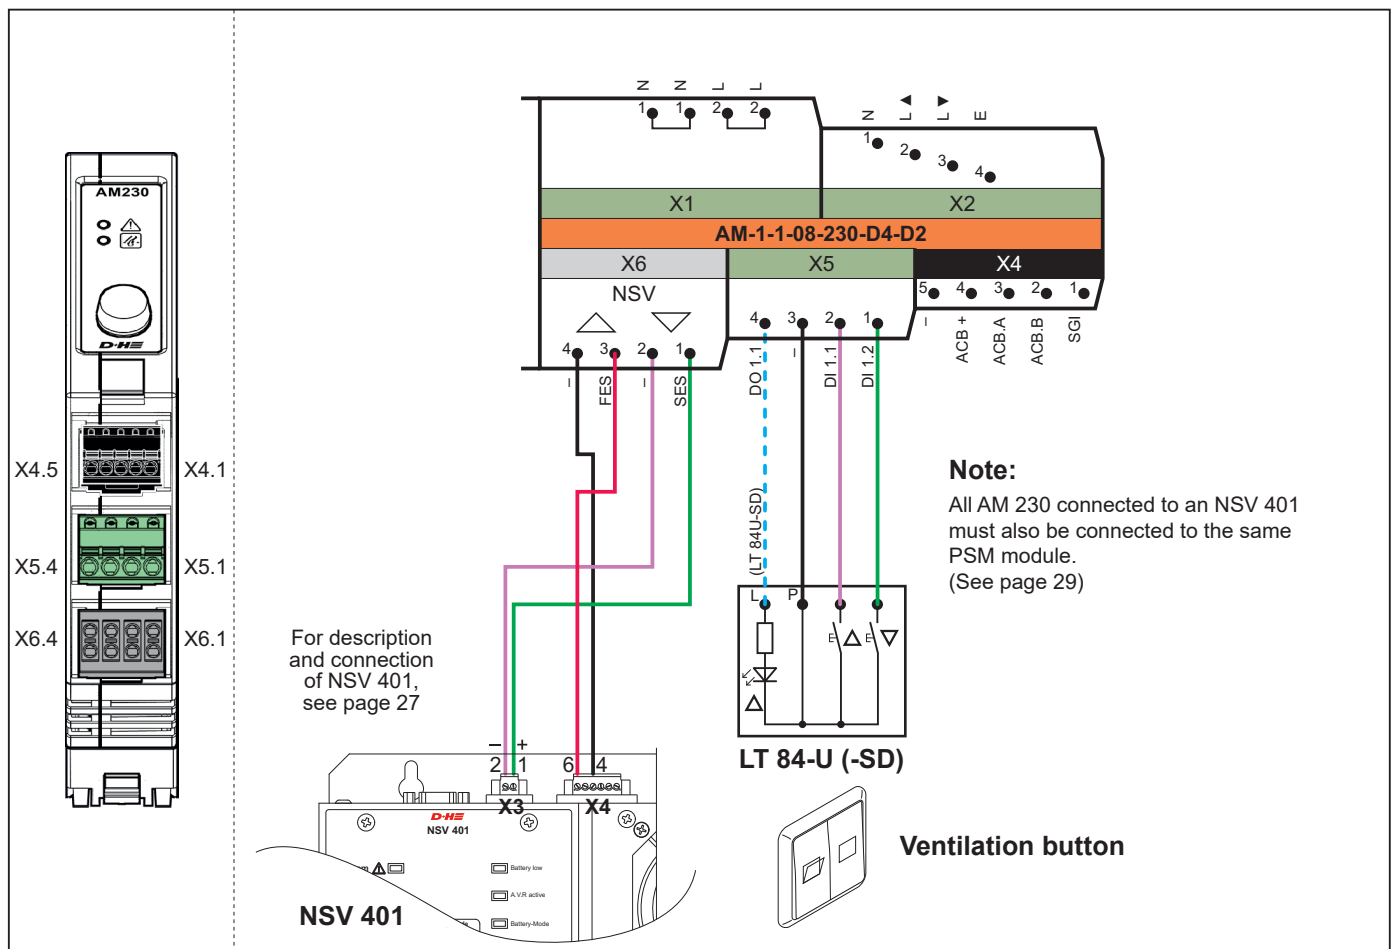 AM230
D+H
X4.5
X4.1
X5.4
X5.1
X6.4
X6.1
N N L L
1 1 2 2
N L▲ L▼ E
1 2 3 4
X1
X2
AM-1-1-08-230-D4-D2
X6
X5
X4
NSV
4 3 2 1
– FES – SES
4 3 2 1
DO 1.1 – DI 1.1 DI 1.2
5 4 3 2 1
– ACB + ACB.A ACB.B SGI
(LT 84U-SD)
L P
LT 84-U (-SD)
Note:
All AM 230 connected to an NSV 401
must also be connected to the same
PSM module.
(See page 29)
For description
and connection
of NSV 401,
see page 27
– +
2 1
6 4
X3
X4
D+H
NSV 401
m
Battery low
A.V.R active
Battery-Mode
de
NSV 401
Ventilation button